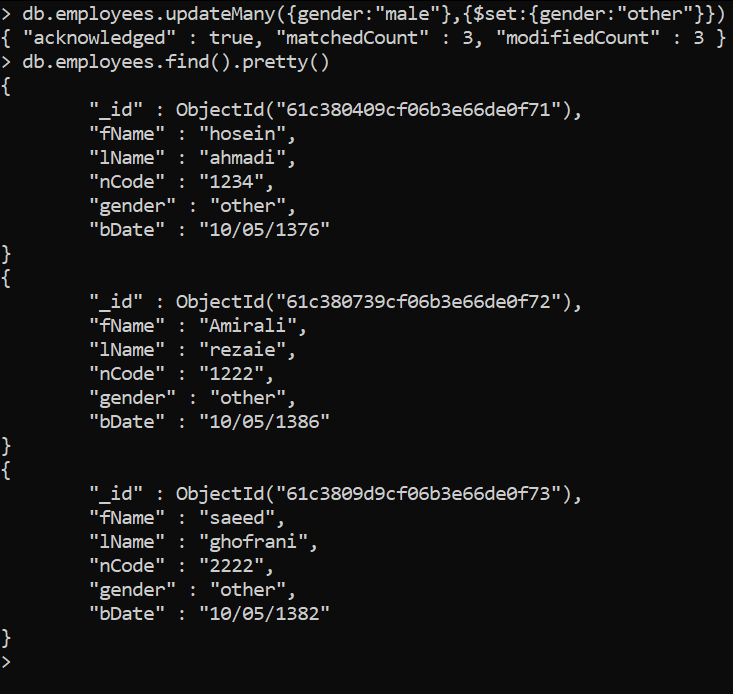 > db.employees.updateMany({gender:"male"},{$set:{gender:"other"}})
{ "acknowledged" : true, "matchedCount" : 3, "modifiedCount" : 3 }
> db.employees.find().pretty()
{
        "_id" : ObjectId("61c380409cf06b3e66de0f71"),
        "fName" : "hosein",
        "lName" : "ahmadi",
        "nCode" : "1234",
        "gender" : "other",
        "bDate" : "10/05/1376"
}
{
        "_id" : ObjectId("61c380739cf06b3e66de0f72"),
        "fName" : "Amirali",
        "lName" : "rezaie",
        "nCode" : "1222",
        "gender" : "other",
        "bDate" : "10/05/1386"
}
{
        "_id" : ObjectId("61c3809d9cf06b3e66de0f73"),
        "fName" : "saeed",
        "lName" : "ghofrani",
        "nCode" : "2222",
        "gender" : "other",
        "bDate" : "10/05/1382"
}
>